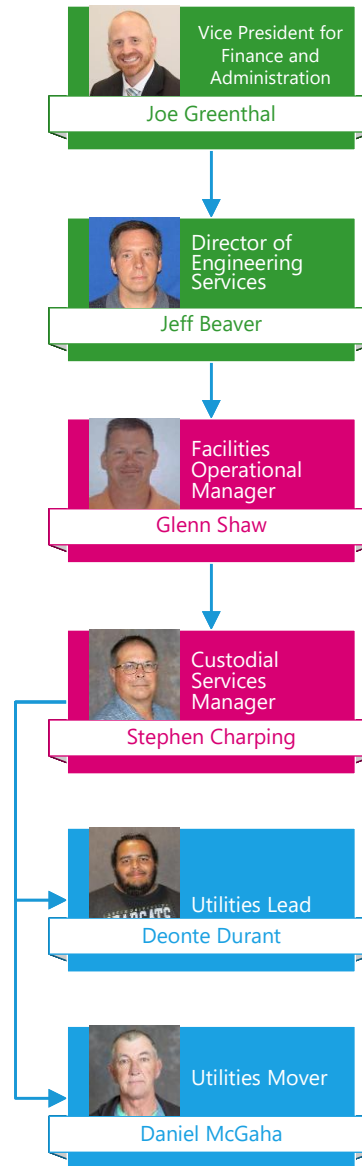 Vice President for
Finance and
Administration
Joe Greenthal
Director of
Engineering
Services
Jeff Beaver
Facilities
Operational
Manager
Glenn Shaw
Custodial
Services
Manager
Stephen Charping
Utilities Lead
Deonte Durant
Utilities Mover
Daniel McGaha